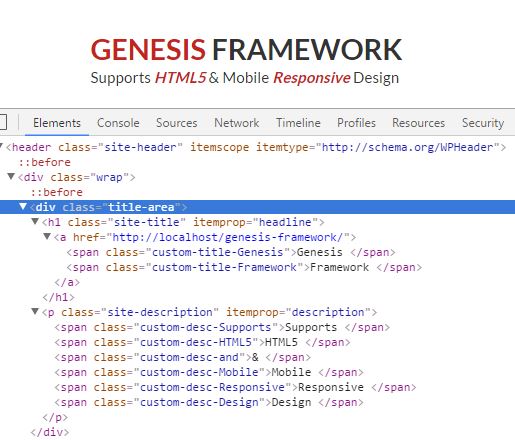 GENESIS FRAMEWORK
Supports HTML5 & Mobile Responsive Design
Elements Console Sources Network Timeline Profiles Resources Security
<header class="site-header" itemscope itemtype="http://schema.org/WPHeader">
::before
<div class="wrap">
::before
<div class="title-area">
<h1 class="site-title" itemprop="headline">
<a href="http://localhost/genesis-framework/">
<span class="custom-title-Genesis">Genesis </span>
<span class="custom-title-Framework">Framework </span>
</a>
</h1>
<p class="site-description" itemprop="description">
<span class="custom-desc-Supports">Supports </span>
<span class="custom-desc-HTML5">HTML5 </span>
<span class="custom-desc-and">& </span>
<span class="custom-desc-Mobile">Mobile </span>
<span class="custom-desc-Responsive">Responsive </span>
<span class="custom-desc-Design">Design </span>
</p>
</div>